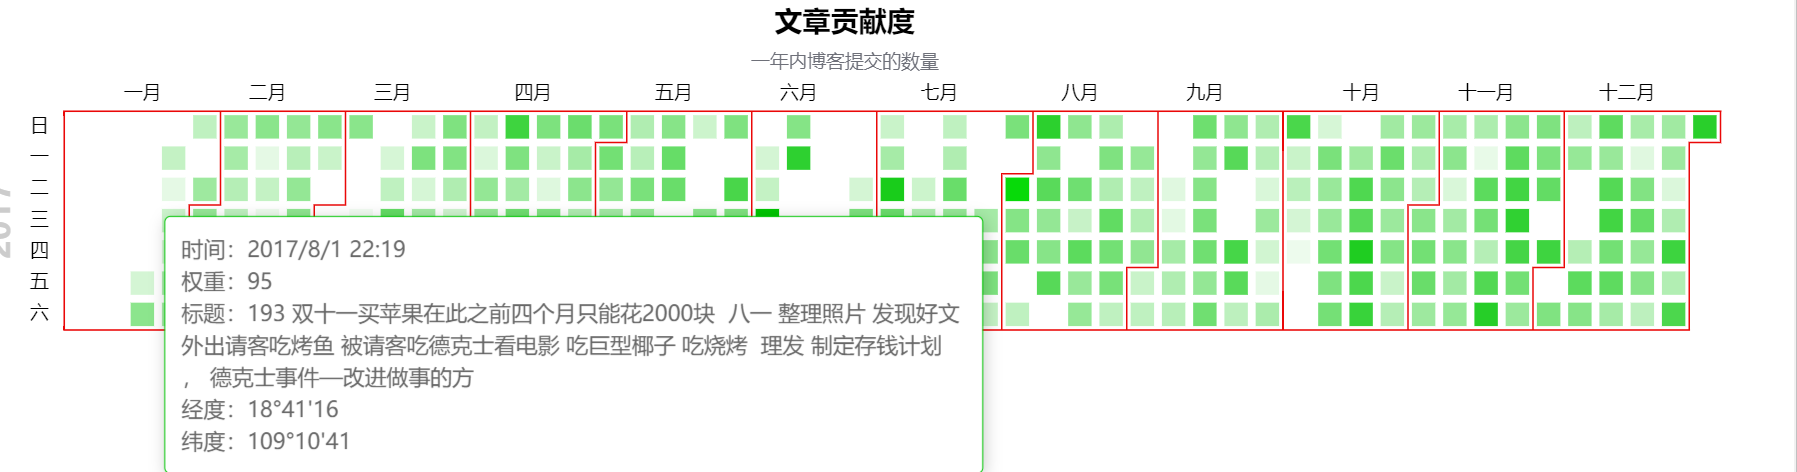 文章贡献度
一年内博客提交的数量
一月 二月 三月 四月 五月 六月 七月 八月 九月 十月 十一月 十二月
日
一
二
三
四
五
六
2017
时间：2017/8/1 22:19
权重：95
标题：193 双十一买苹果在此之前四个月只能花2000块  八一 整理照片 发现好文
外出请客吃烤鱼 被请客吃德克士看电影 吃巨型椰子 吃烧烤  理发 制定存钱计划
， 德克士事件—改进做事的方
经度：18°41'16
纬度：109°10'41